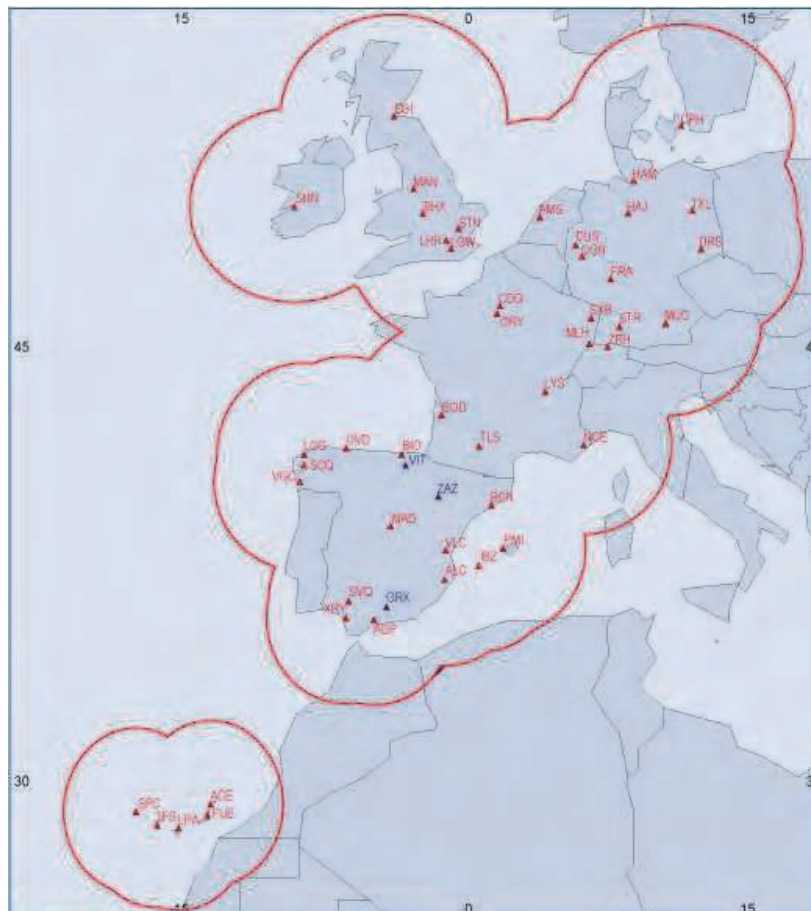 15 0 15
EDI
CPH
HAM
MAN
SNN
BHX
AMS
HAJ
TXL
STN
LHR
LGW
DUS
CGN
DRS
FRA
CDG
ORY
SXB
STR
MUC
45
MLH
ZRH
LYS
BOD
LCG
OVD
BIO
TLS
NCE
SCQ
VIT
VGO
ZAZ
BCN
MAD
VLC
PMI
IBZ
ALC
SVQ
GRX
XRY
AGP
30
SPC
ACE
TFS
LPA
FUE
15 0 15